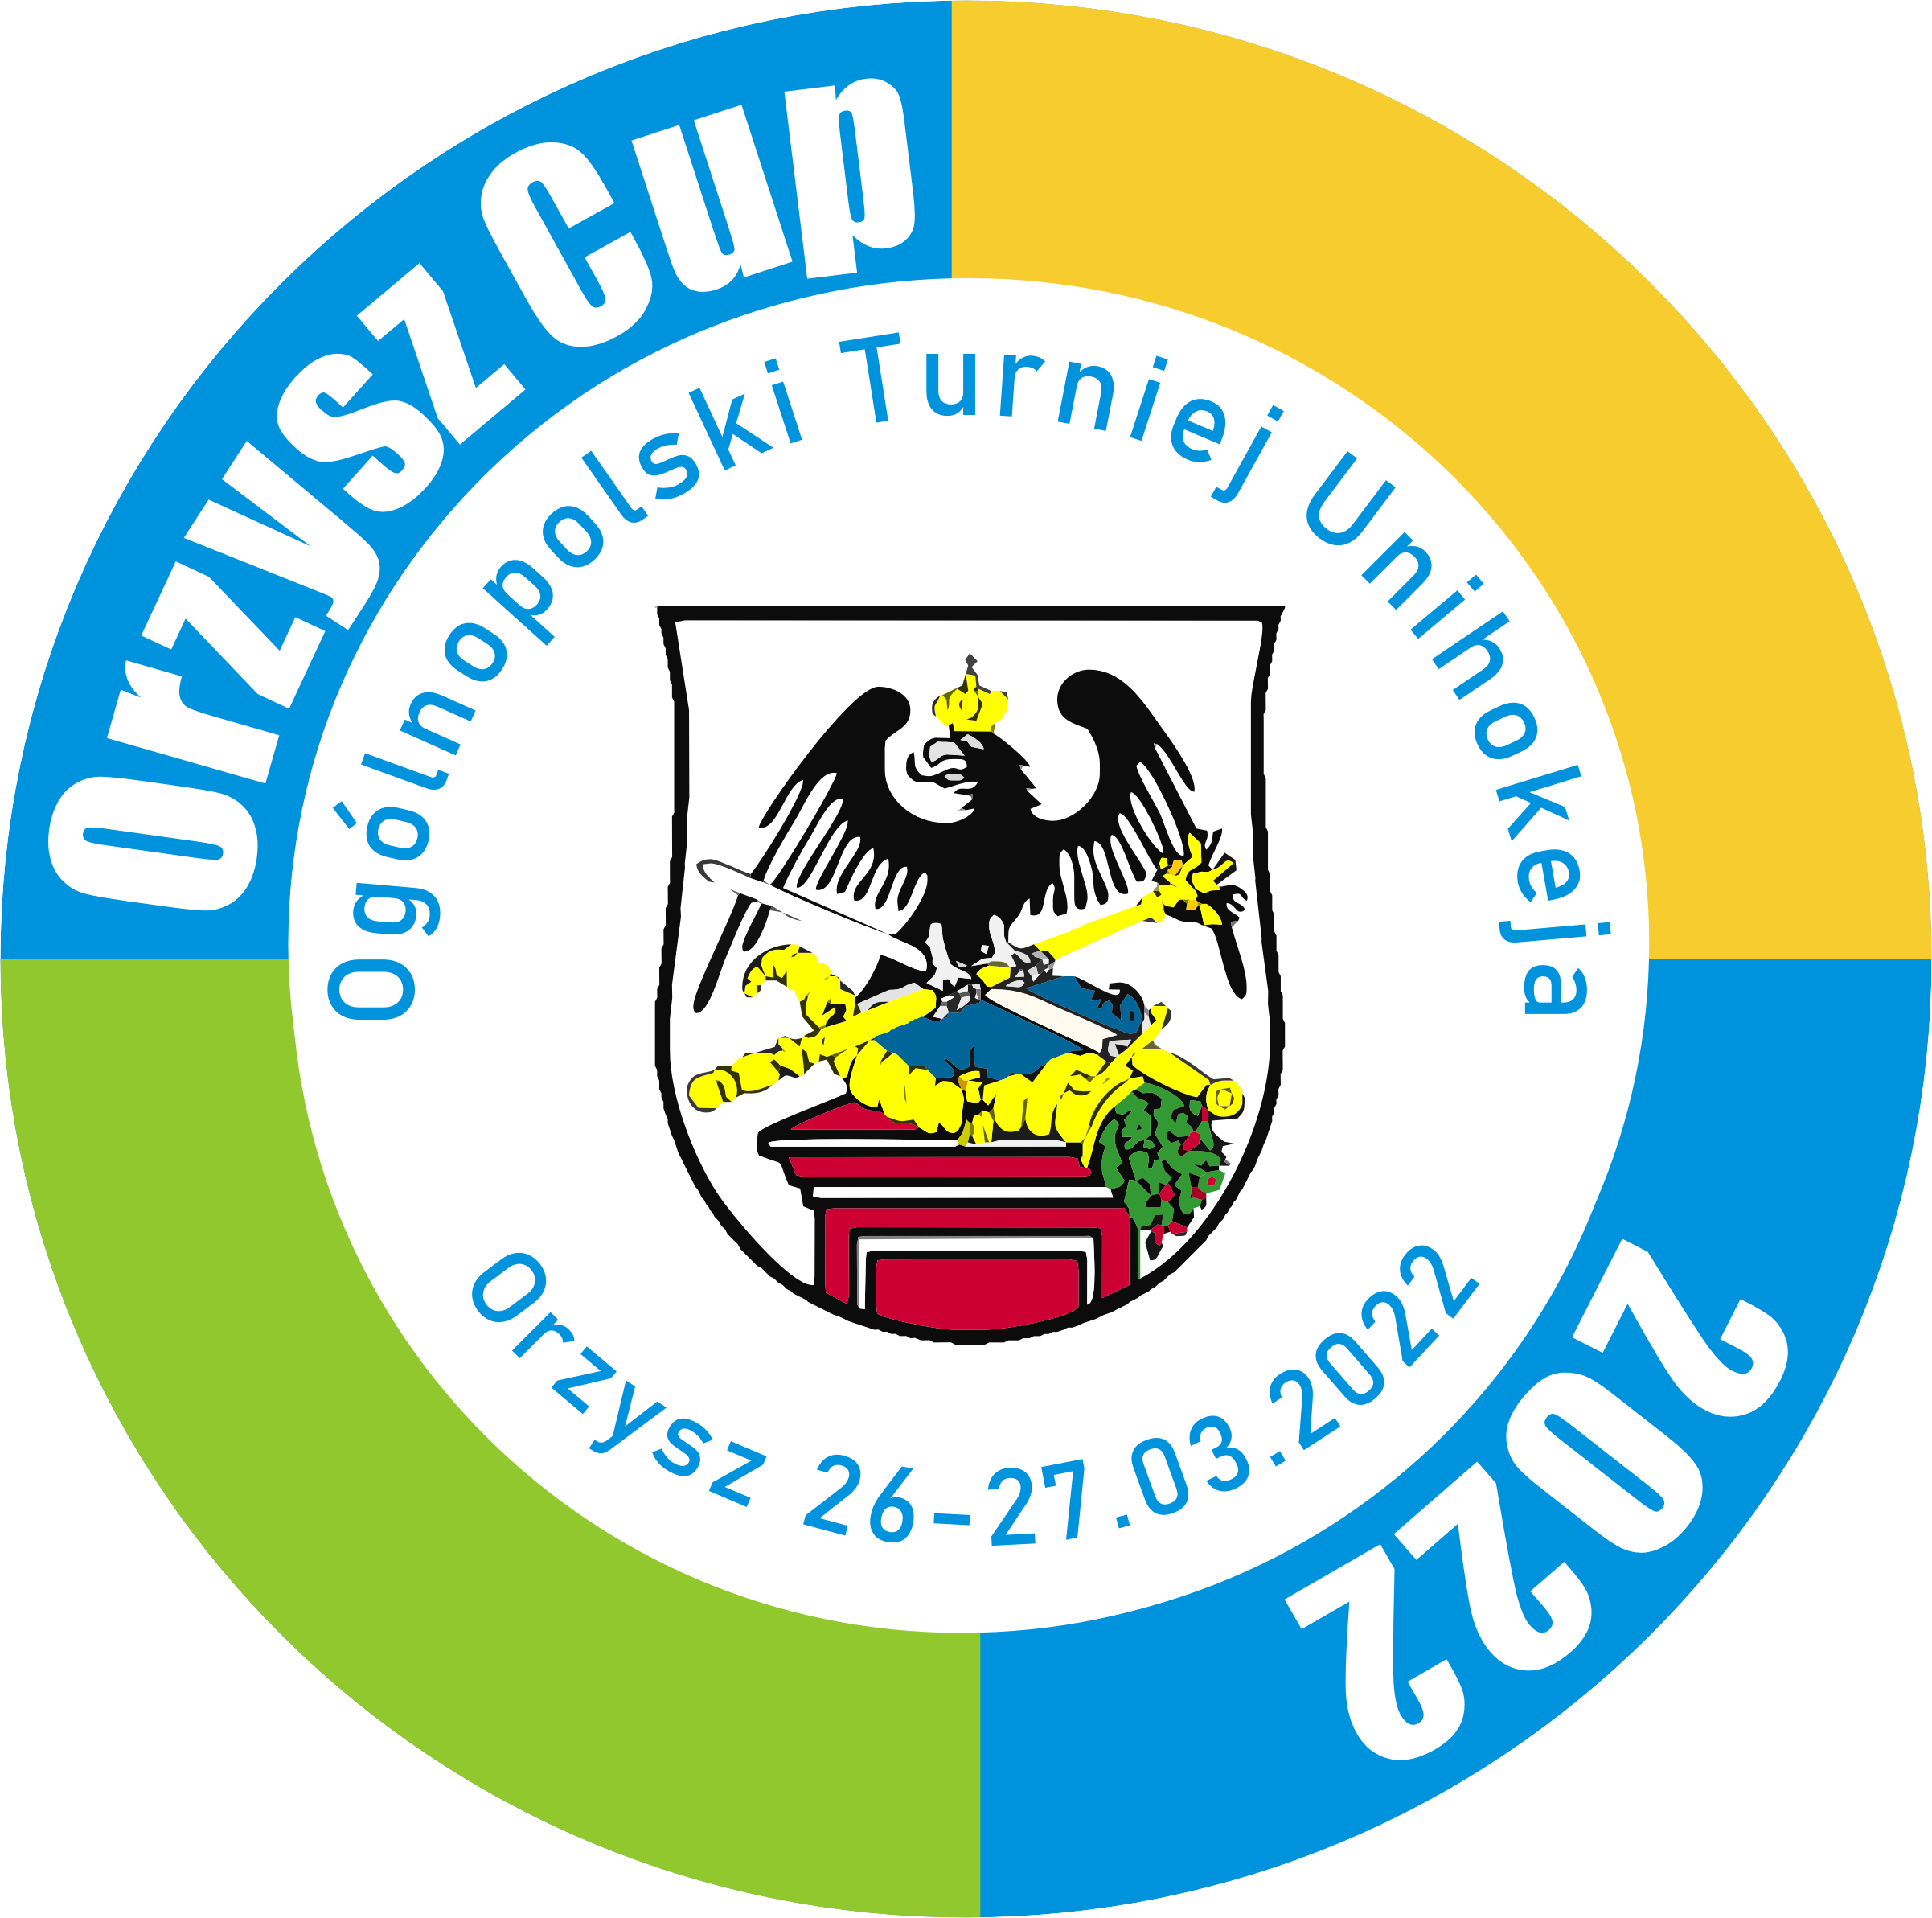 OrzySz Cup
Ogólnopolski Turniej Unihokeja.
Orzysz 26-27.03.2022
2022